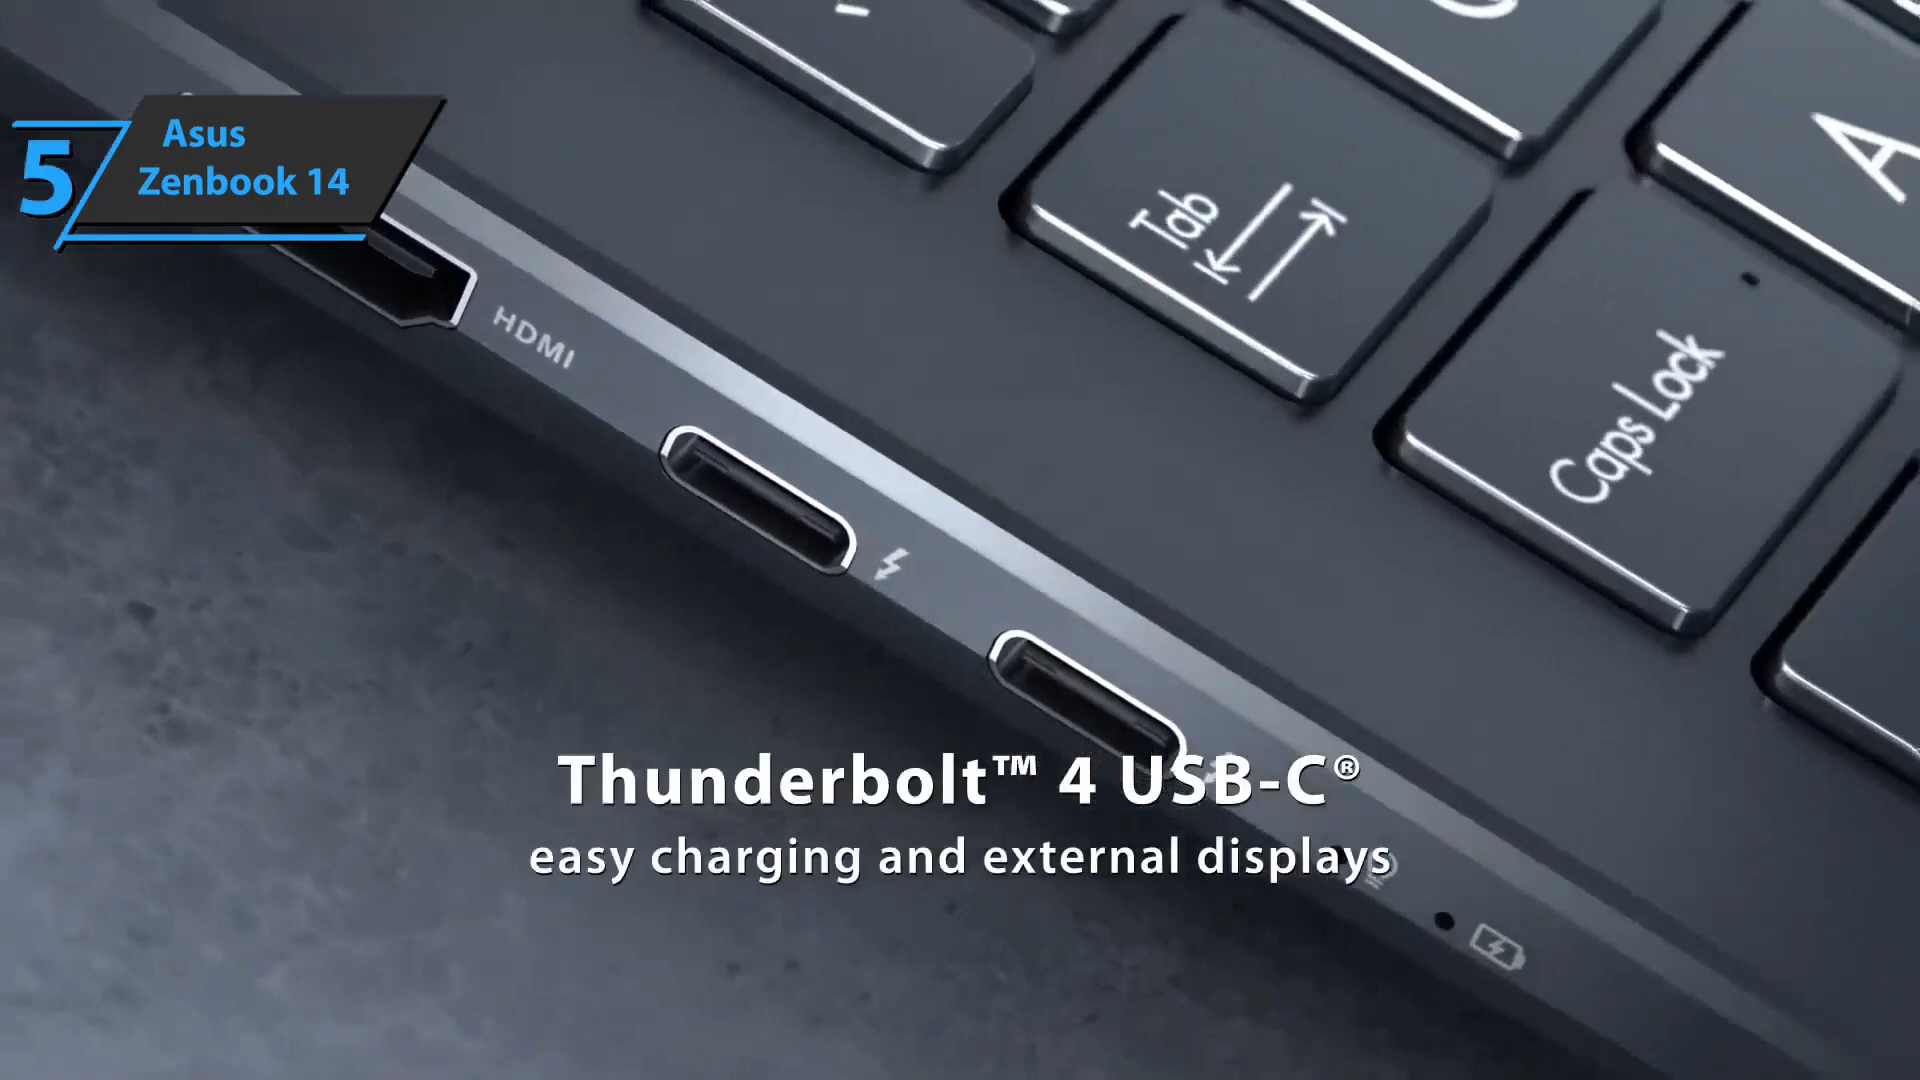 5
Asus
Zenbook 14
HDMI
Tab
A
Caps Lock
Thunderbolt™ 4 USB-C®
easy charging and external displays